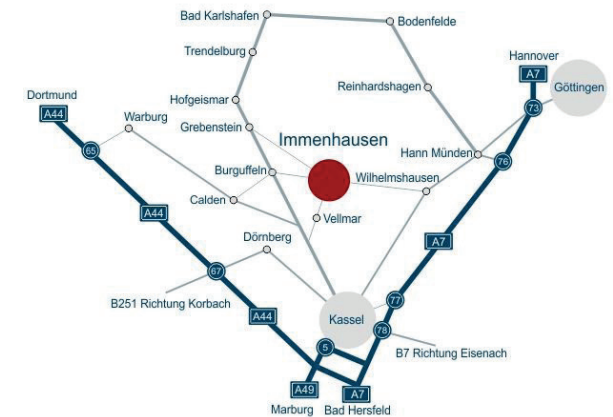 Bad Karlshafen
Bodenfelde
Trendelburg
Hannover
A7
Göttingen
Reinhardshagen
Dortmund
A44
Hofgeismar
73
Warburg
Grebenstein
Immenhausen
65
Hann Münden
76
Burguffeln
Wilhelmshausen
Calden
A44
Vellmar
Dörnberg
A7
67
B251 Richtung Korbach
77
A44
Kassel
78
5
B7 Richtung Eisenach
A49
A7
Marburg
Bad Hersfeld